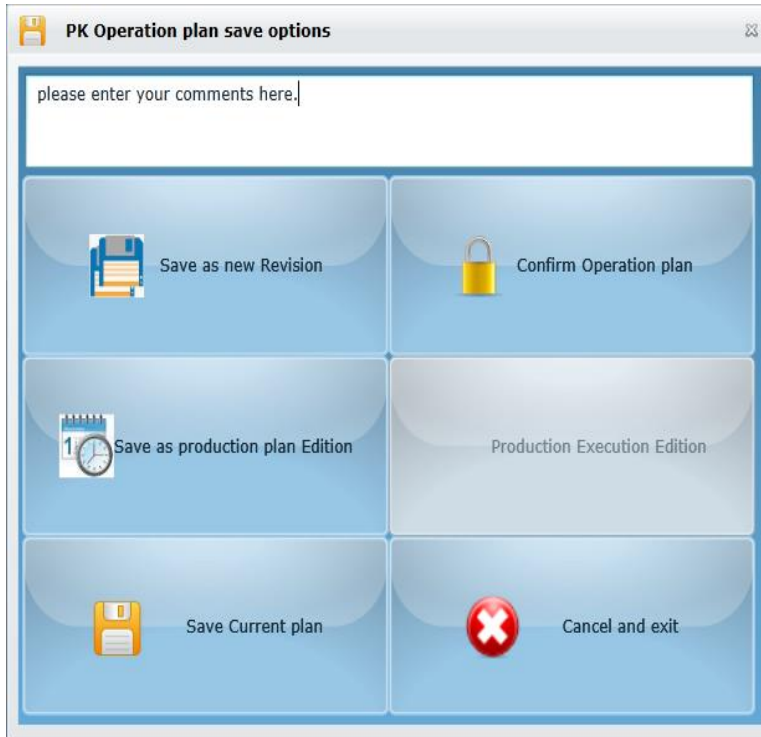 PK Operation plan save options
please enter your comments here.
Save as new Revision
Confirm Operation plan
Save as production plan Edition
Production Execution Edition
Save Current plan
Cancel and exit